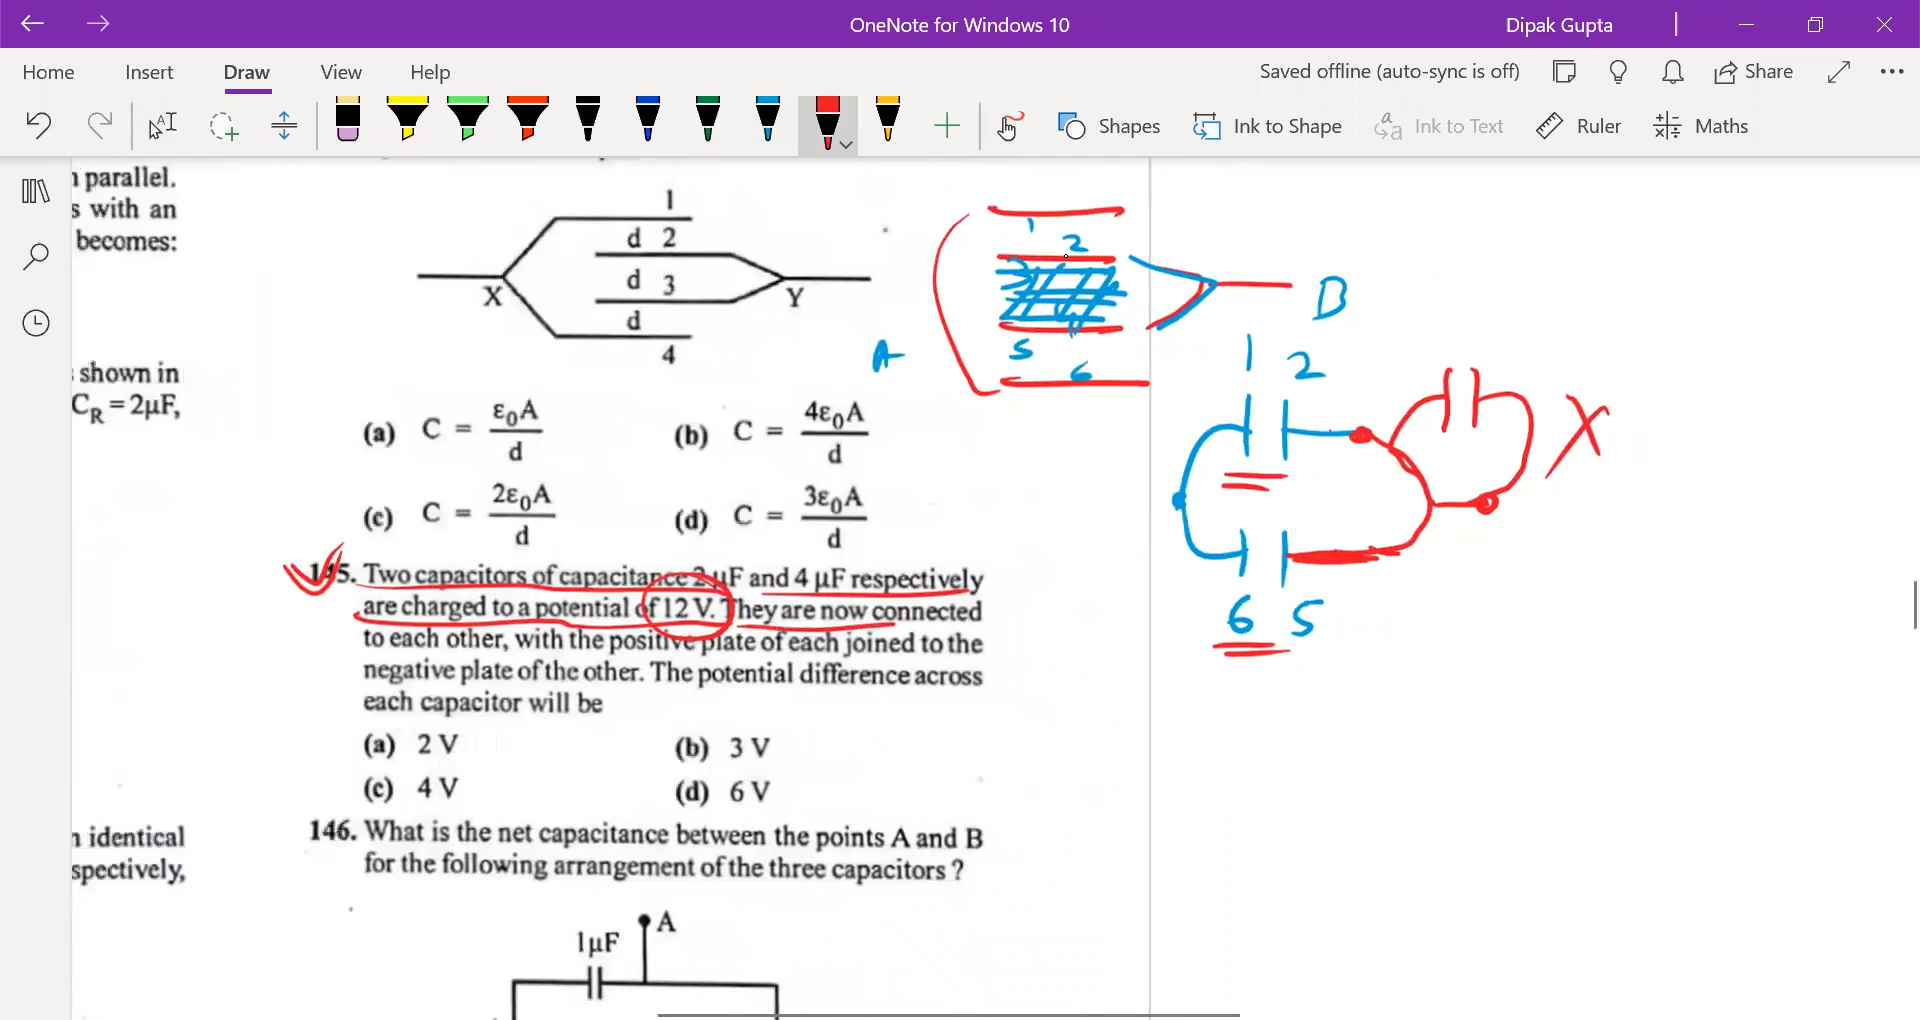 OneNote for Windows 10
Dipak Gupta
Home Insert Draw View Help
Saved offline (auto-sync is off) Share
Shapes Ink to Shape Ink to Text Ruler Maths
parallel.
s with an
becomes:
shown in
C_R = 2μF,
identical
spectively,
1
d 2
d 3
d
4
X
Y
(a) C = ε₀A / d
(b) C = 4ε₀A / d
(c) C = 2ε₀A / d
(d) C = 3ε₀A / d
145. Two capacitors of capacitance 2 μF and 4 μF respectively
are charged to a potential of 12 V. They are now connected
to each other, with the positive plate of each joined to the
negative plate of the other. The potential difference across
each capacitor will be
(a) 2 V (b) 3 V
(c) 4 V (d) 6 V
146. What is the net capacitance between the points A and B
for the following arrangement of the three capacitors ?
A
1μF
1
2
5
6
A
B
1 2
X
6 5